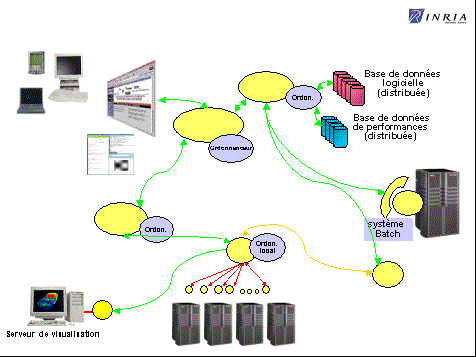 INRIA
Base de données
logicielle
(distribuée)
Ordon.
Base de données
de performances
(distribuée)
Ordonnanceur
Ordon.
système
Batch
Ordon.
local
Serveur de visualisation